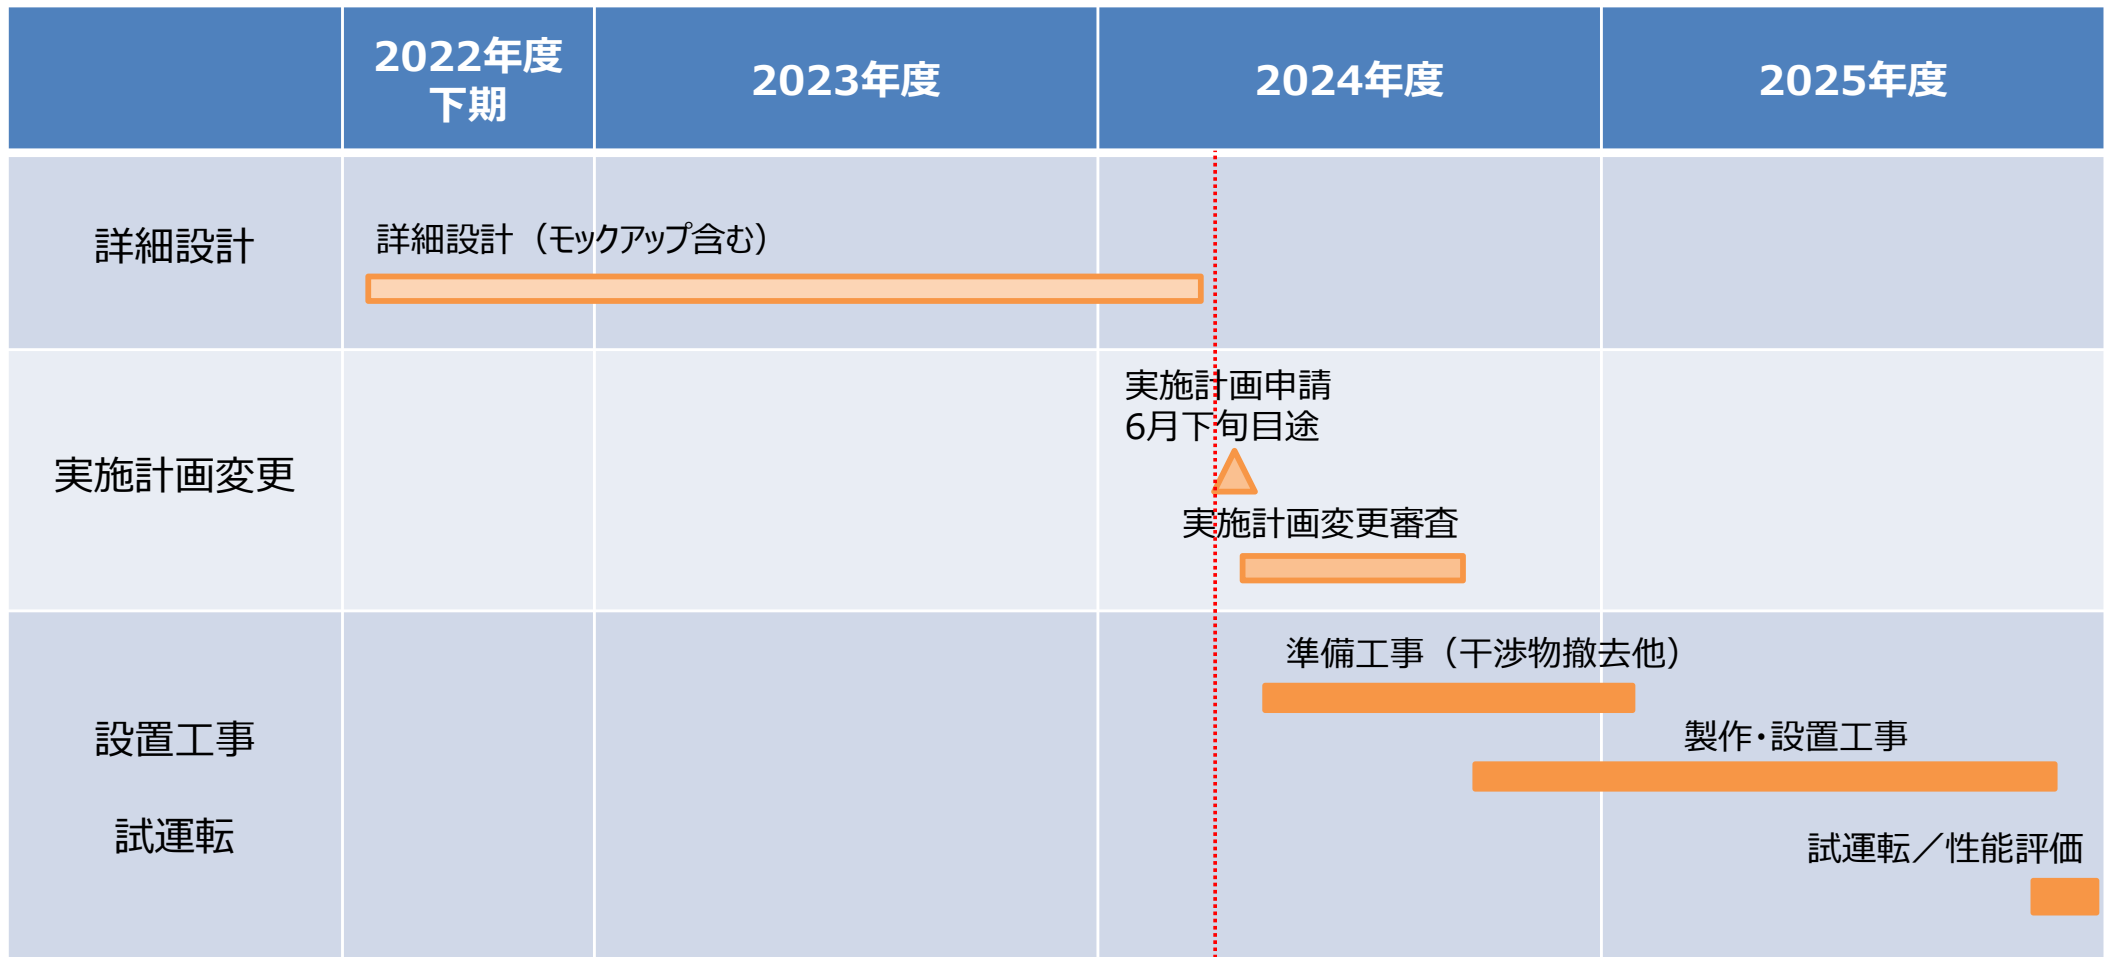 2022年度
下期
2023年度
2024年度
2025年度
詳細設計
詳細設計（モックアップ含む）
実施計画変更
実施計画申請
6月下旬目途
実施計画変更審査
設置工事
試運転
準備工事（干渉物撤去他）
製作・設置工事
試運転／性能評価